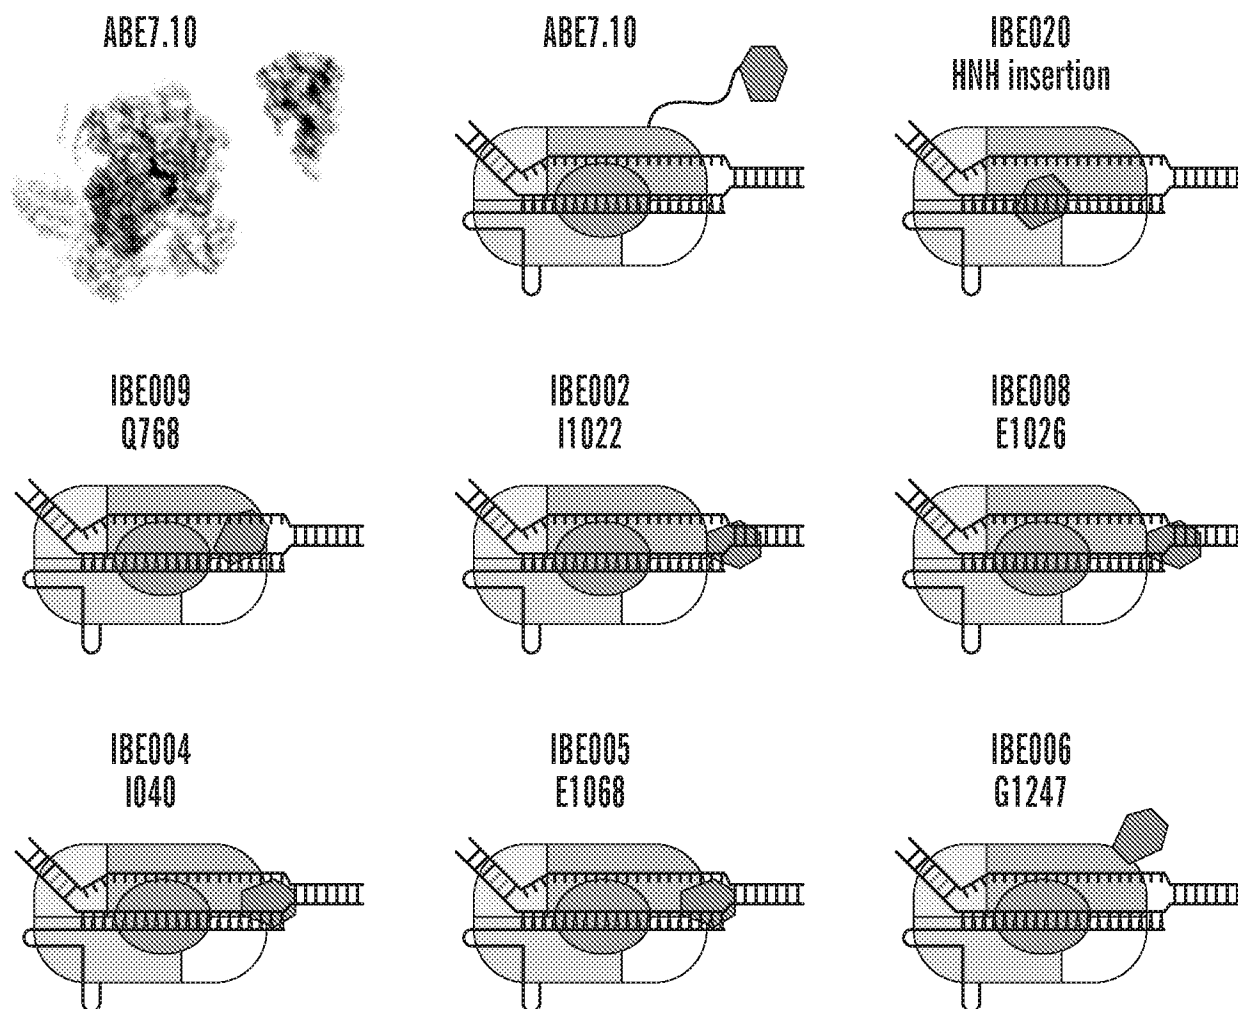 ABE7.10
ABE7.10
IBE020
HNH insertion
IBE009
Q768
IBE002
I1022
IBE008
E1026
IBE004
I040
IBE005
E1068
IBE006
G1247